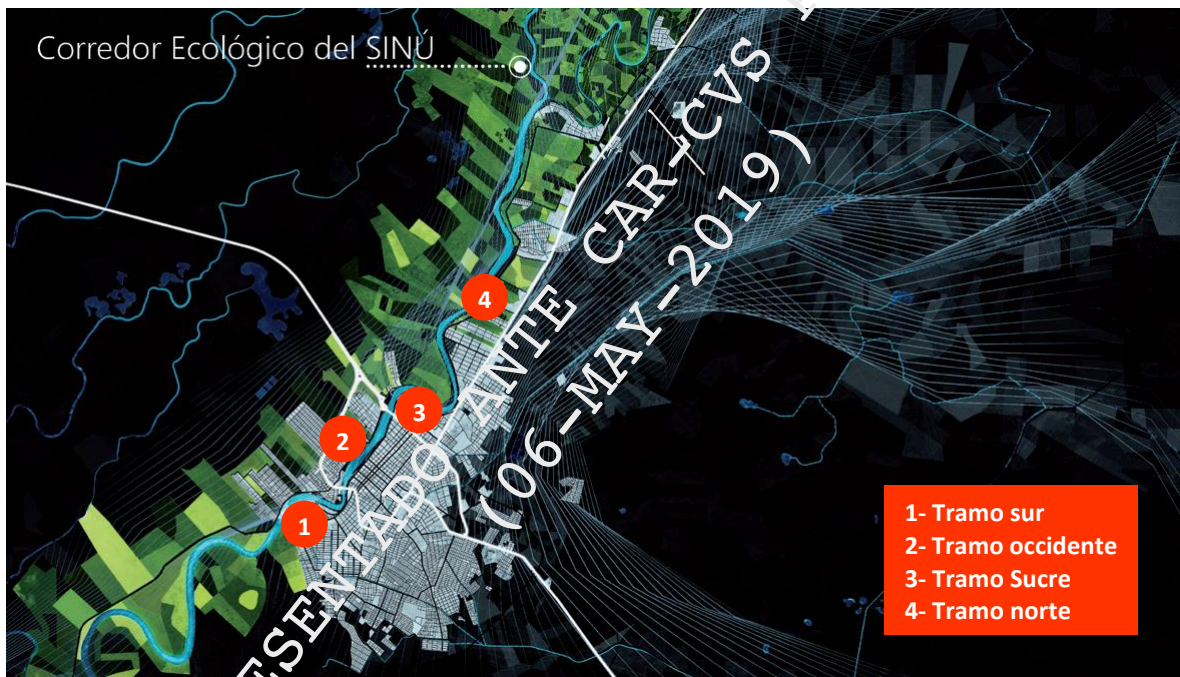 Corredor Ecológico del SINÚ
ESENTADO ANTE CAR-CVS
(06-MAY-2019)
4
3
2
1
1- Tramo sur
2- Tramo occidente
3- Tramo Sucre
4- Tramo norte